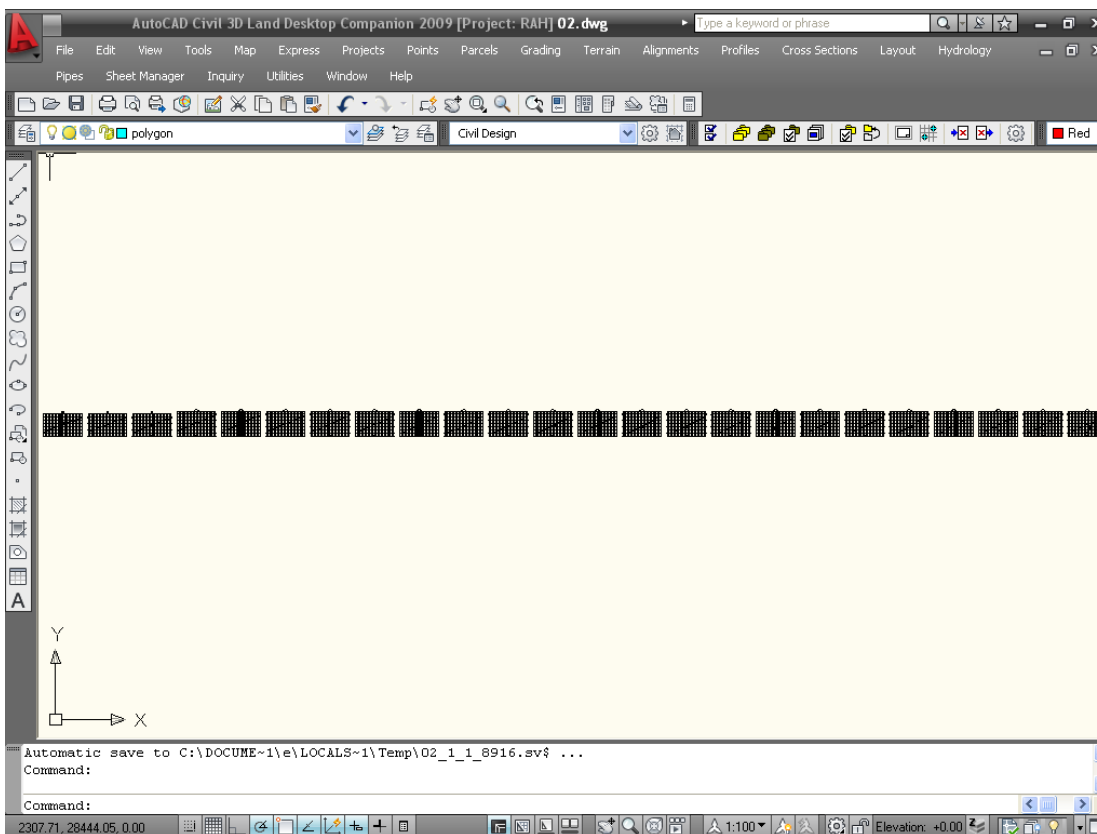 AutoCAD Civil 3D Land Desktop Companion 2009 [Project: RAH] 02.dwg
Type a keyword or phrase
File Edit View Tools Map Express Projects Points Parcels Grading Terrain Alignments Profiles Cross Sections Layout Hydrology
Pipes Sheet Manager Inquiry Utilities Window Help
polygon Civil Design Red
A
Y
X
Automatic save to C:\DOCUME~1\e\LOCALS~1\Temp\02_1_1_8916.sv$ ...
Command:
Command:
2307.71, 28444.05, 0.00 1:100 Elevation: +0.00